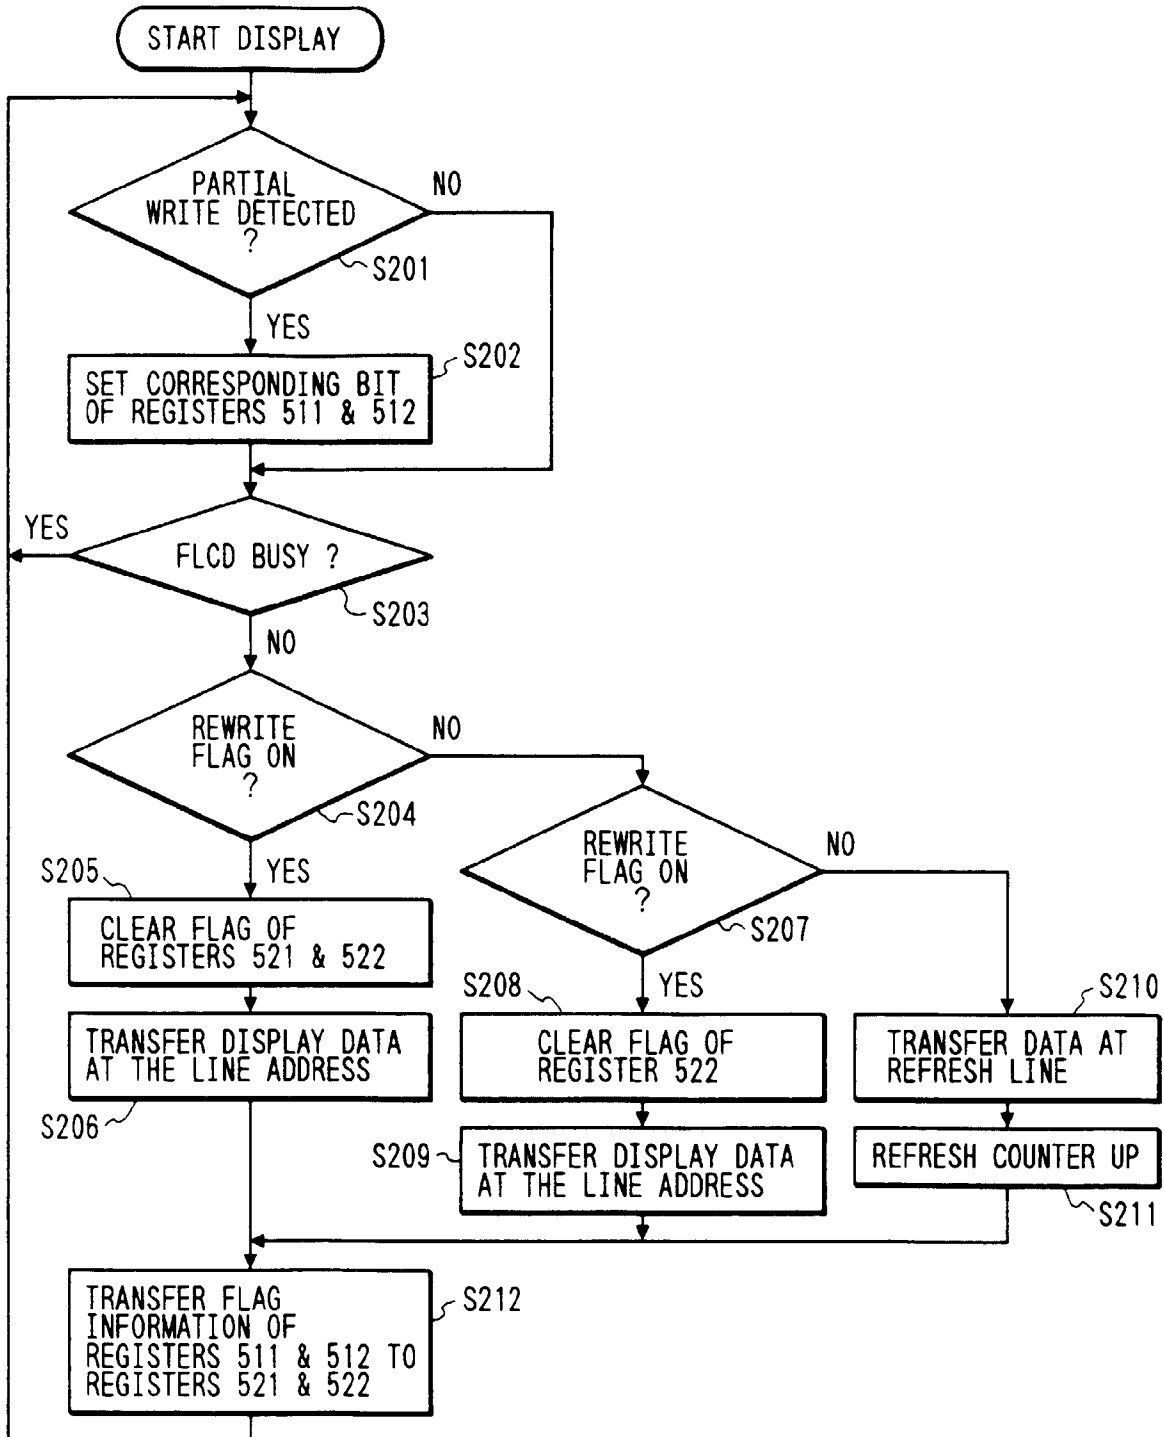 START DISPLAY
PARTIAL
WRITE DETECTED
?
NO
S201
YES
S202
SET CORRESPONDING BIT
OF REGISTERS 511 & 512
YES
FLCD BUSY ?
S203
NO
REWRITE
FLAG ON
?
NO
S204
YES
REWRITE
FLAG ON
?
NO
S207
YES
S205
CLEAR FLAG OF
REGISTERS 521 & 522
TRANSFER DISPLAY DATA
AT THE LINE ADDRESS
S206
S208
CLEAR FLAG OF
REGISTER 522
S209
TRANSFER DISPLAY DATA
AT THE LINE ADDRESS
S210
TRANSFER DATA AT
REFRESH LINE
REFRESH COUNTER UP
S211
TRANSFER FLAG
INFORMATION OF
REGISTERS 511 & 512 TO
REGISTERS 521 & 522
S212